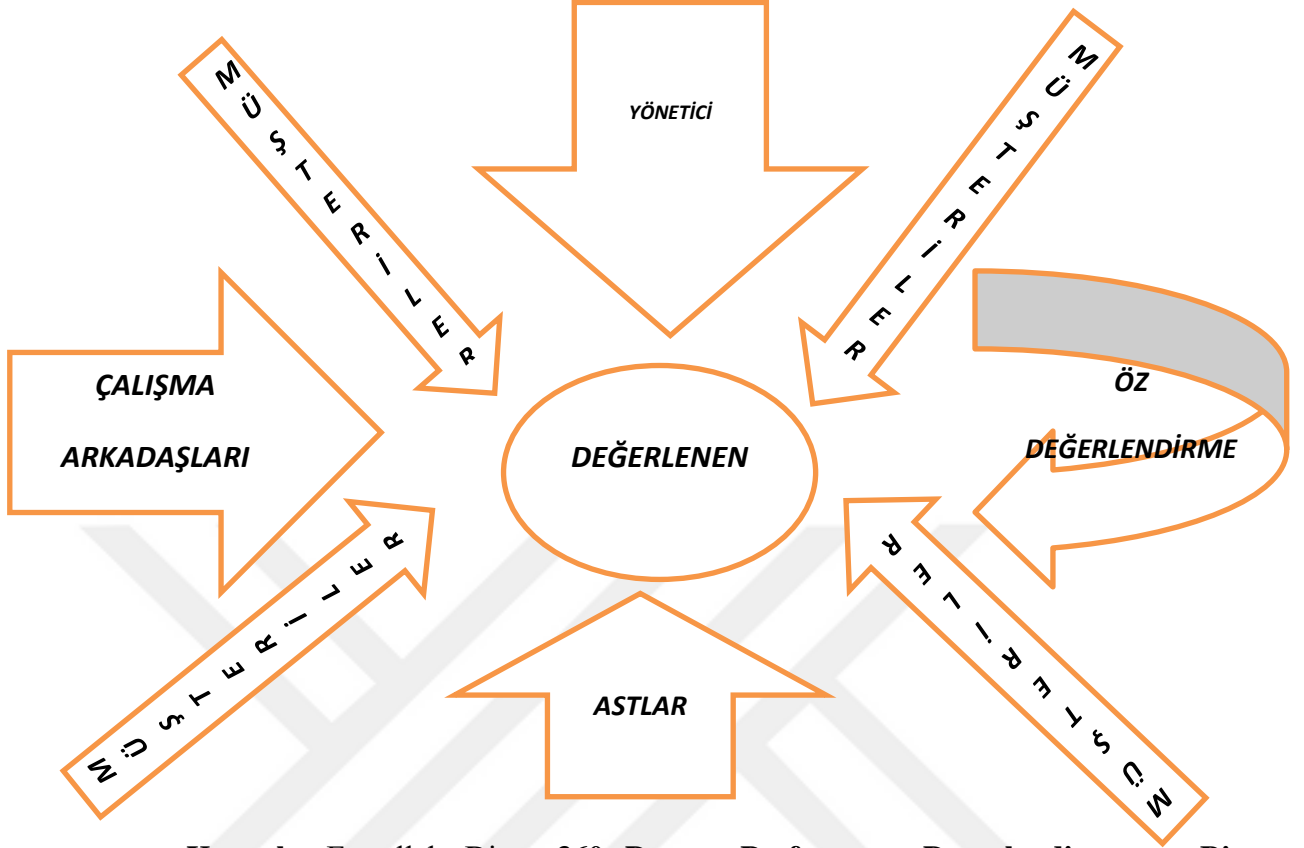 YÖNETİCİ
MÜŞTERİLER
MÜŞTERİLER
ÇALIŞMA
ARKADAŞLARI
DEĞERLENEN
ÖZ
DEĞERLENDİRME
MÜŞTERİLER
MÜŞTERİLER
ASTLAR